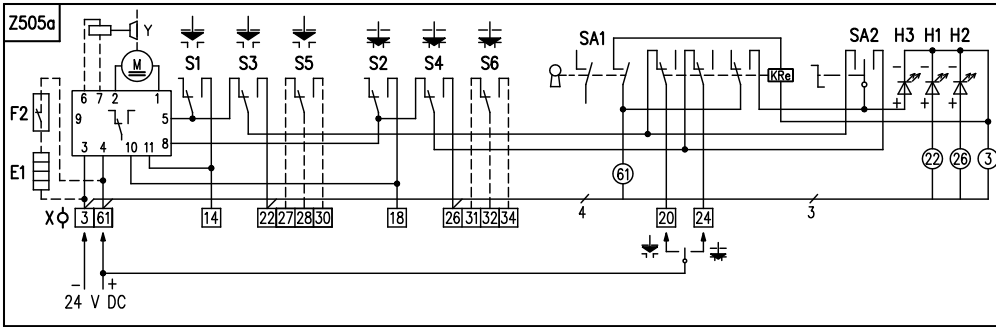 Z505a
Y
M
S1 S3 S5 S2 S4 S6 SA1 SA2 H3 H1 H2
KRe
6 7 2 1
F2 9 5
8
3 4 10 11
E1
− − −
+ + +
61 22 26 3
X 3 61 14 22 27 28 30 18 26 31 32 34 4 20 24 3
− +
24 V DC